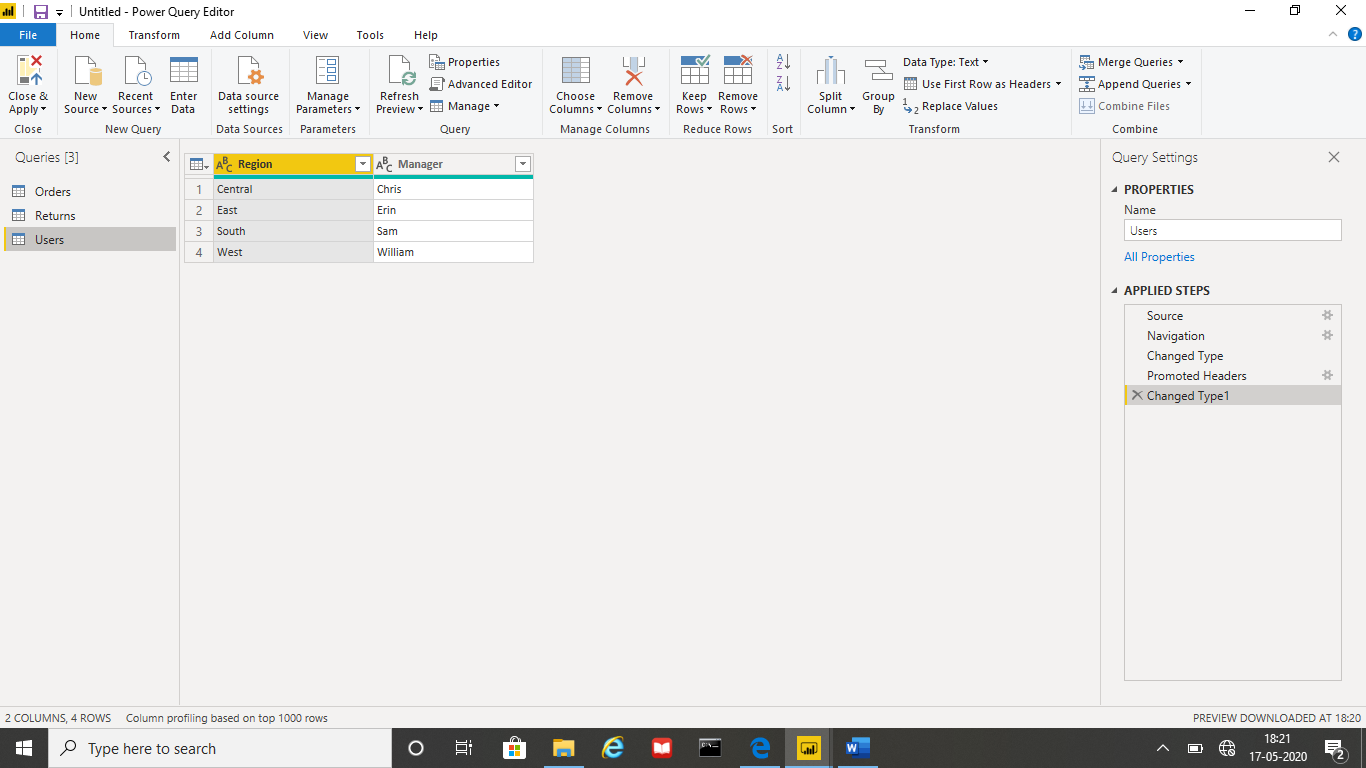 Untitled - Power Query Editor
File Home Transform Add Column View Tools Help
Close & Apply
New Source
Recent Sources
Enter Data
Data source settings
Manage Parameters
Refresh Preview
Properties
Advanced Editor
Manage
Choose Columns
Remove Columns
Keep Rows
Remove Rows
Split Column
Group By
Data Type: Text
Use First Row as Headers
Replace Values
Merge Queries
Append Queries
Combine Files
Close New Query Data Sources Parameters Query Manage Columns Reduce Rows Sort Transform Combine
Queries [3]
Orders
Returns
Users
Region Manager
1 Central Chris
2 East Erin
3 South Sam
4 West William
Query Settings
PROPERTIES
Name
Users
All Properties
APPLIED STEPS
Source
Navigation
Changed Type
Promoted Headers
Changed Type1
2 COLUMNS, 4 ROWS Column profiling based on top 1000 rows
PREVIEW DOWNLOADED AT 18:20
Type here to search
18:21
17-05-2020
2